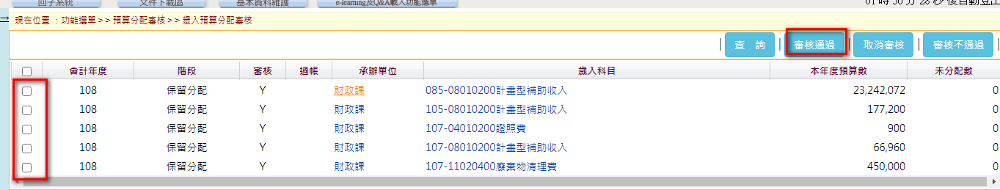 回子系統 文件下載區 基本資料維護 e-learning及Q&A載入功能選單 01 時 50 分 28 秒 後自動登出
現在位置 : 功能選單 > > 預算分配審核 > > 歲入預算分配審核
| 查 詢 | 審核通過 | 取消審核 | 審核不通過 |
會計年度 階段 審核 過帳 承辦單位 歲入科目 本年度預算數 未分配數
108 保留分配 Y 財政課 085-08010200計畫型補助收入 23,242,072 0
108 保留分配 Y 財政課 105-08010200計畫型補助收入 177,200 0
108 保留分配 Y 財政課 107-04010200證照費 900 0
108 保留分配 Y 財政課 107-08010200計畫型補助收入 66,960 0
108 保留分配 Y 財政課 107-11020400廢棄物清理費 450,000 0